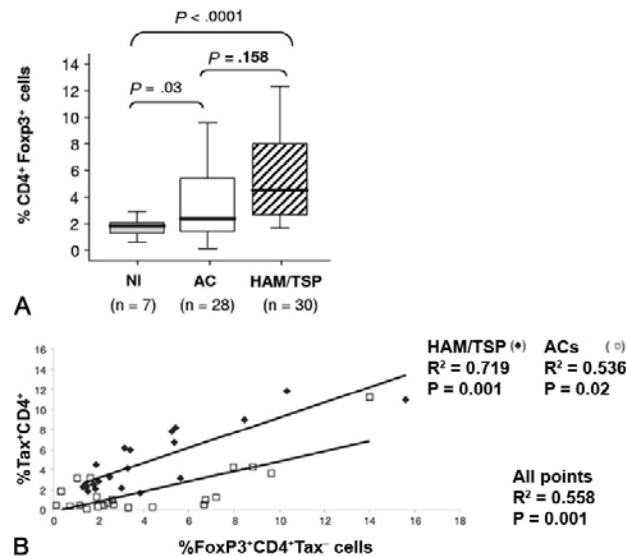 P < .0001
P = .158
P = .03
% CD4⁺ Foxp3⁺ cells
14
12
10
8
6
4
2
0
NI AC HAM/TSP
(n = 7) (n = 28) (n = 30)
A
HAM/TSP (◆) ACs (□)
R² = 0.719 R² = 0.536
P = 0.001 P = 0.02
All points
R² = 0.558
P = 0.001
%Tax⁺CD4⁺
16
14
12
10
8
6
4
2
0
0 2 4 6 8 10 12 14 16 18
%FoxP3⁺CD4⁺Tax⁻ cells
B